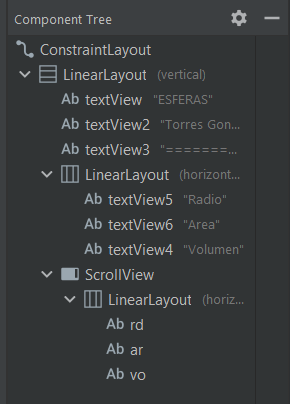 Component Tree
ConstraintLayout
LinearLayout (vertical)
Ab textView "ESFERAS"
Ab textView2 "Torres Gon...
Ab textView3 "=======...
LinearLayout (horizont...
Ab textView5 "Radio"
Ab textView6 "Area"
Ab textView4 "Volumen"
ScrollView
LinearLayout (horiz...
Ab rd
Ab ar
Ab vo